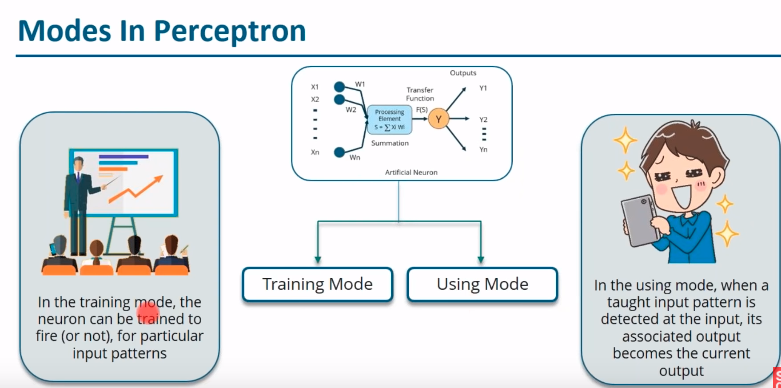 Modes In Perceptron
Outputs
X1
W1
Transfer
Function
Y1
X2
W2
Processing
Element
S = ∑ Xi Wi
F(S)
Y
Y2
Summation
Xn
Wn
Yn
Artificial Neuron
Training Mode
Using Mode
In the training mode, the
neuron can be trained to
fire (or not), for particular
input patterns
In the using mode, when a
taught input pattern is
detected at the input, its
associated output
becomes the current
output